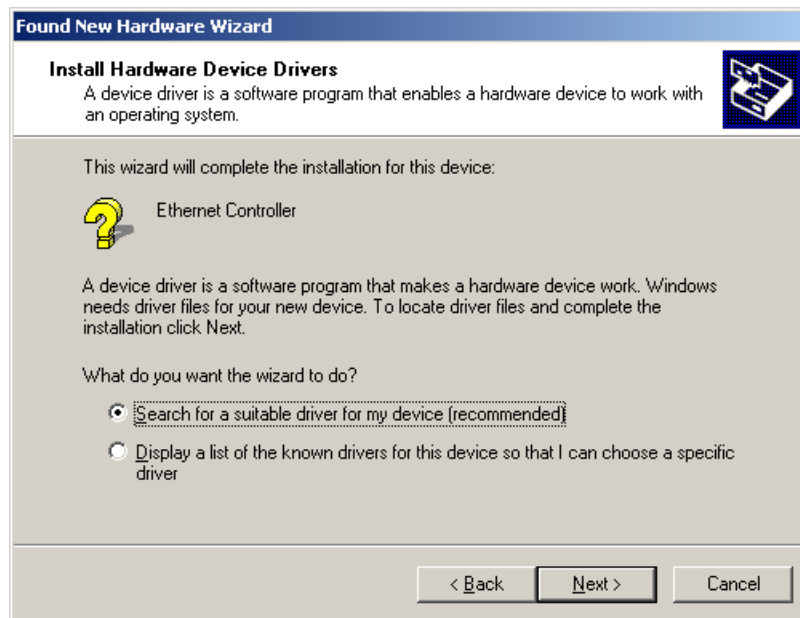 Found New Hardware Wizard
Install Hardware Device Drivers
A device driver is a software program that enables a hardware device to work with
an operating system.
This wizard will complete the installation for this device:
Ethernet Controller
A device driver is a software program that makes a hardware device work. Windows
needs driver files for your new device. To locate driver files and complete the
installation click Next.
What do you want the wizard to do?
Search for a suitable driver for my device (recommended)
Display a list of the known drivers for this device so that I can choose a specific
driver
< Back Next > Cancel